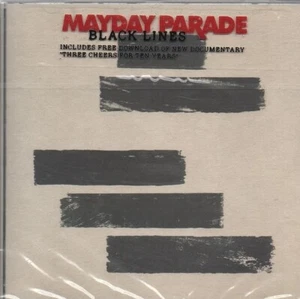 MAYDAY PARADE
BLACK LINES
INCLUDES FREE DOWNLOAD OF NEW DOCUMENTARY
"THREE CHEERS FOR TEN YEARS"